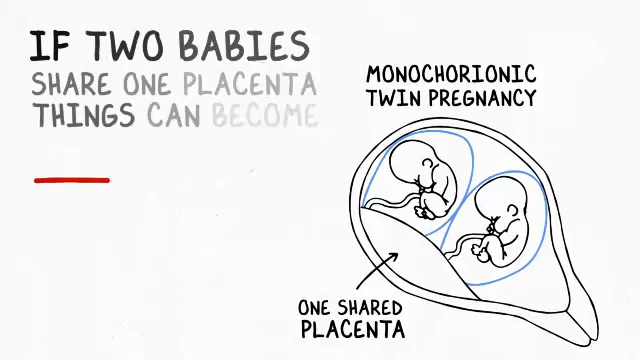 IF TWO BABIES
SHARE ONE PLACENTA
THINGS CAN BECOME
MONOCHORIONIC
TWIN PREGNANCY
ONE SHARED
PLACENTA